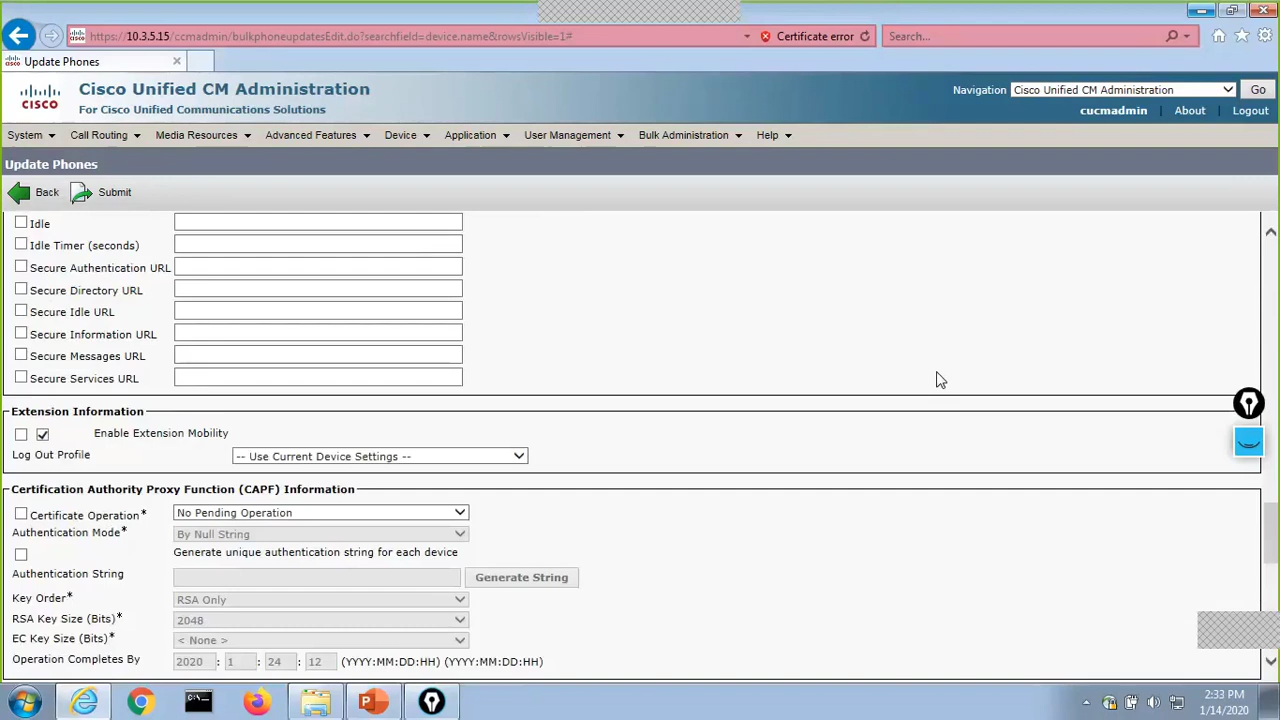 https://10.3.5.15/ccmadmin/bulkphoneupdatesEdit.do?searchfield=device.name&rowsVisible=1#
Certificate error
Search...
Update Phones
CISCO
Cisco Unified CM Administration
For Cisco Unified Communications Solutions
Navigation Cisco Unified CM Administration Go
cucmadmin | About | Logout
System Call Routing Media Resources Advanced Features Device Application User Management Bulk Administration Help
Update Phones
Back Submit
Idle
Idle Timer (seconds)
Secure Authentication URL
Secure Directory URL
Secure Idle URL
Secure Information URL
Secure Messages URL
Secure Services URL
Extension Information
Enable Extension Mobility
Log Out Profile -- Use Current Device Settings --
Certification Authority Proxy Function (CAPF) Information
Certificate Operation* No Pending Operation
Authentication Mode* By Null String
Generate unique authentication string for each device
Authentication String Generate String
Key Order* RSA Only
RSA Key Size (Bits)* 2048
EC Key Size (Bits)* < None >
Operation Completes By 2020 : 1 : 24 : 12 (YYYY:MM:DD:HH) (YYYY:MM:DD:HH)
2:33 PM
1/14/2020